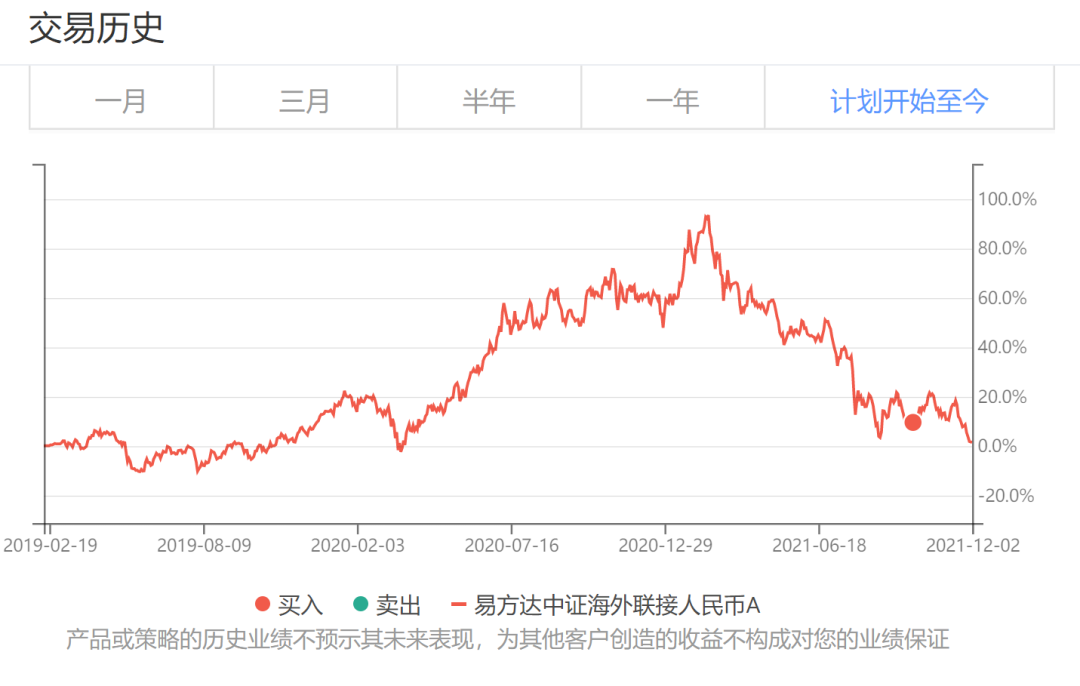 交易历史
一月 三月 半年 一年 计划开始至今
100.0%
80.0%
60.0%
40.0%
20.0%
0.0%
-20.0%
2019-02-19 2019-08-09 2020-02-03 2020-07-16 2020-12-29 2021-06-18 2021-12-02
买入 卖出 易方达中证海外联接人民币A
产品或策略的历史业绩不预示其未来表现，为其他客户创造的收益不构成对您的业绩保证